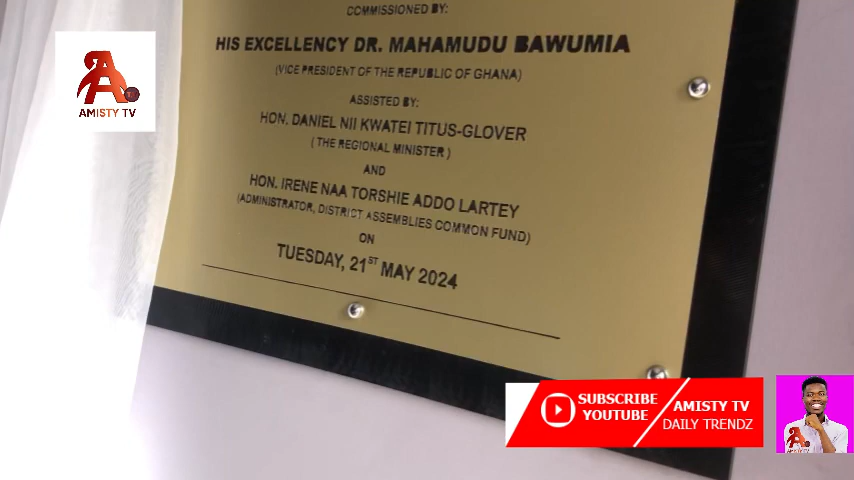 COMMISSIONED BY:
HIS EXCELLENCY DR. MAHAMUDU BAWUMIA
(VICE PRESIDENT OF THE REPUBLIC OF GHANA)
ASSISTED BY:
HON. DANIEL NII KWATEI TITUS-GLOVER
( THE REGIONAL MINISTER )
AND
HON. IRENE NAA TORSHIE ADDO LARTEY
(ADMINISTRATOR, DISTRICT ASSEMBLIES COMMON FUND)
ON
TUESDAY, 21ST MAY 2024
AMISTY TV
SUBSCRIBE
YOUTUBE
AMISTY TV
DAILY TRENDZ
AMISTY TV